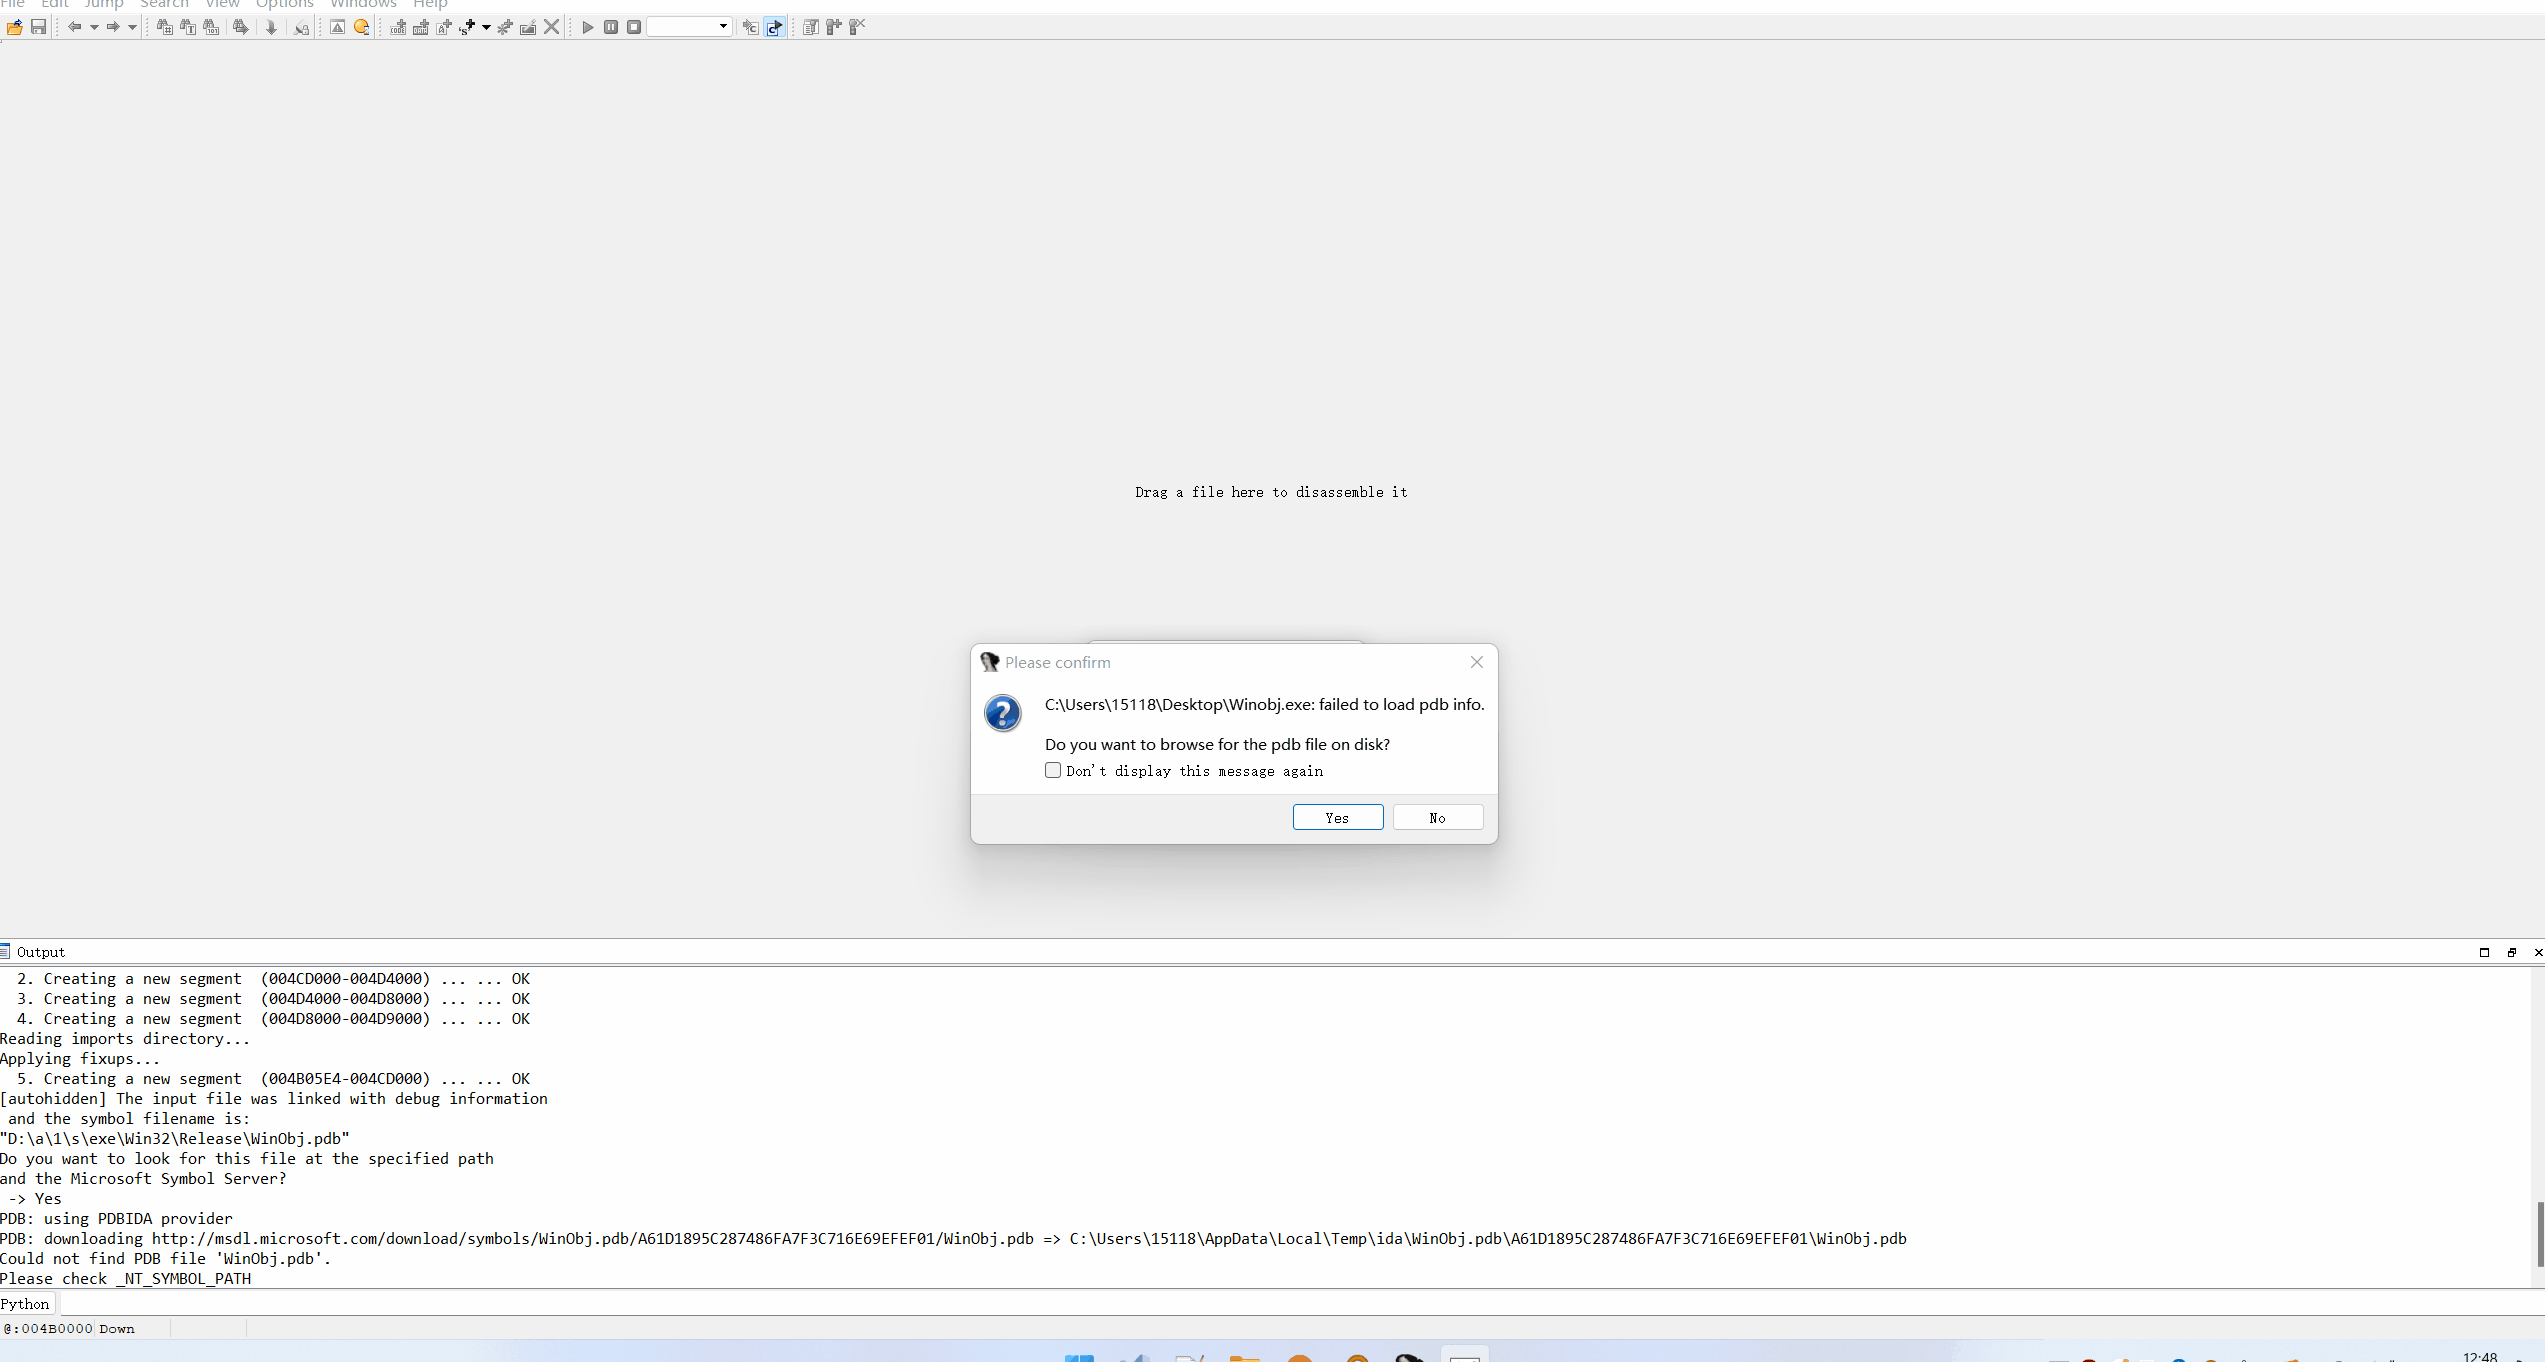 File Edit Jump Search View Options Windows Help
Drag a file here to disassemble it
Please confirm
C:\Users\15118\Desktop\Winobj.exe: failed to load pdb info.
Do you want to browse for the pdb file on disk?
Don't display this message again
Yes No
Output
2. Creating a new segment (004CD000-004D4000) ... ... OK
3. Creating a new segment (004D4000-004D8000) ... ... OK
4. Creating a new segment (004D8000-004D9000) ... ... OK
Reading imports directory...
Applying fixups...
5. Creating a new segment (004B05E4-004CD000) ... ... OK
[autohidden] The input file was linked with debug information
and the symbol filename is:
"D:\a\1\s\exe\Win32\Release\WinObj.pdb"
Do you want to look for this file at the specified path
and the Microsoft Symbol Server?
-> Yes
PDB: using PDBIDA provider
PDB: downloading http://msdl.microsoft.com/download/symbols/WinObj.pdb/A61D1895C287486FA7F3C716E69EFEF01/WinObj.pdb => C:\Users\15118\AppData\Local\Temp\ida\WinObj.pdb\A61D1895C287486FA7F3C716E69EFEF01\WinObj.pdb
Could not find PDB file 'WinObj.pdb'.
Please check _NT_SYMBOL_PATH
Python
@:004B0000 Down
12:48